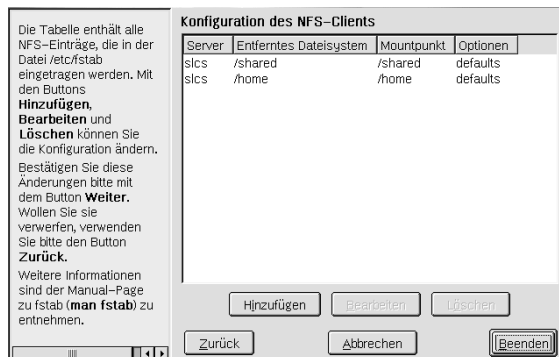 Die Tabelle enthält alle
NFS-Einträge, die in der
Datei /etc/fstab
eingetragen werden. Mit
den Buttons
Hinzufügen,
Bearbeiten und
Löschen können Sie
die Konfiguration ändern.
Bestätigen Sie diese
Änderungen bitte mit
dem Button Weiter.
Wollen Sie sie
verwerfen, verwenden
Sie bitte den Button
Zurück.
Weitere Informationen
sind der Manual-Page
zu fstab (man fstab) zu
entnehmen.
Konfiguration des NFS-Clients
Server Entferntes Dateisystem Mountpunkt Optionen
slcs /shared /shared defaults
slcs /home /home defaults
Hinzufügen Bearbeiten Löschen
Zurück Abbrechen Beenden